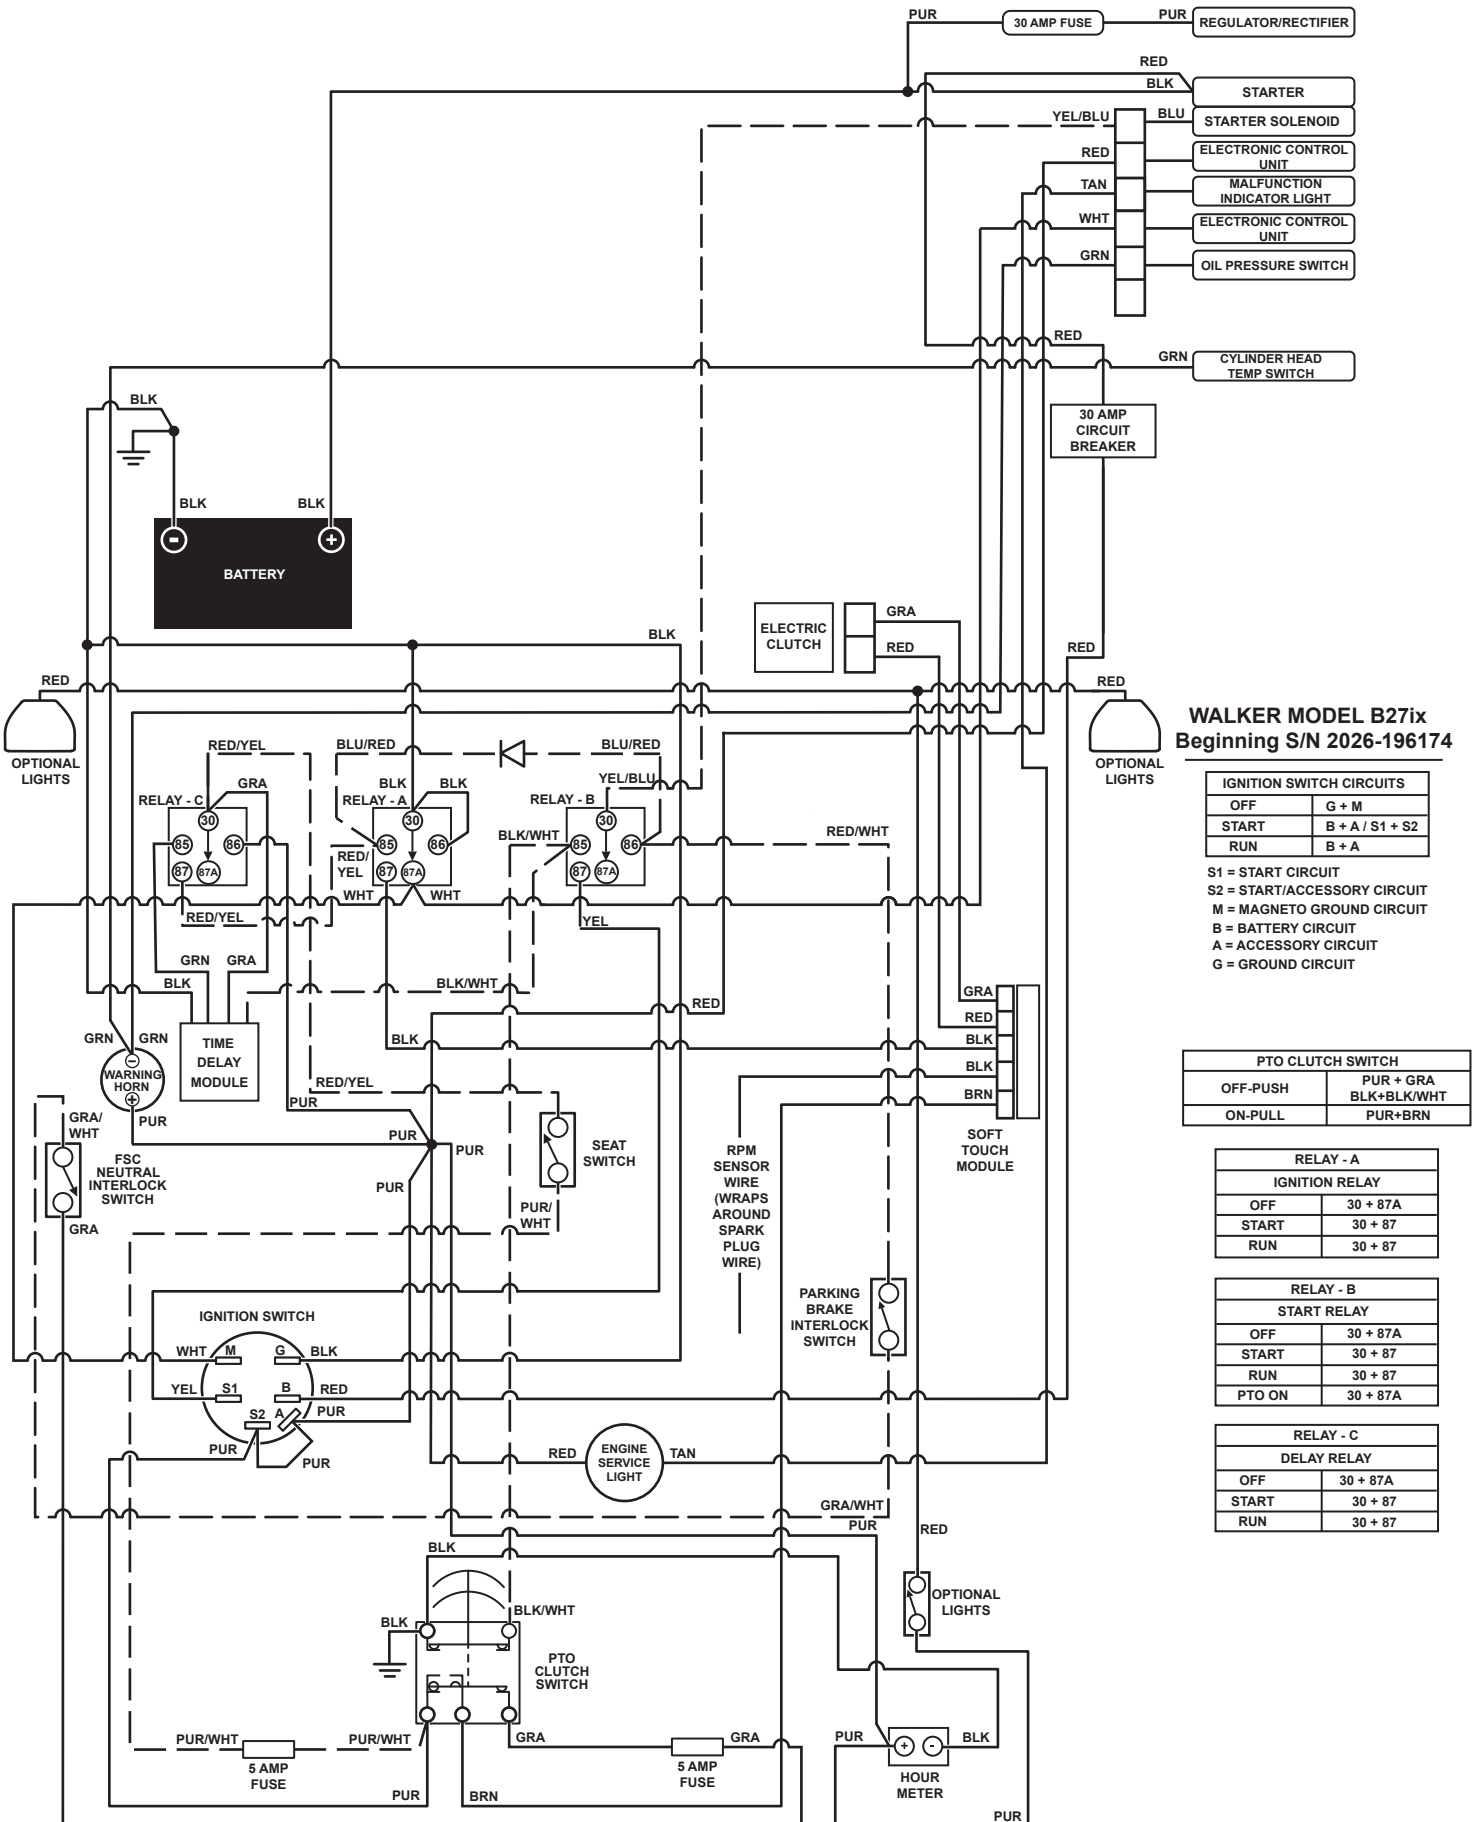 PUR
30 AMP FUSE
PUR
REGULATOR/RECTIFIER
RED
BLK
STARTER
YEL/BLU
BLU
STARTER SOLENOID
RED
ELECTRONIC CONTROL
UNIT
TAN
MALFUNCTION
INDICATOR LIGHT
WHT
ELECTRONIC CONTROL
UNIT
GRN
OIL PRESSURE SWITCH
RED
GRN
CYLINDER HEAD
TEMP SWITCH
BLK
30 AMP
CIRCUIT
BREAKER
BLK
BLK
-
+
BATTERY
ELECTRIC
CLUTCH
GRA
RED
BLK
RED
RED
RED
OPTIONAL
LIGHTS
OPTIONAL
LIGHTS
WALKER MODEL B27ix
Beginning S/N 2026-196174
IGNITION SWITCH CIRCUITS
OFF G + M
START B + A / S1 + S2
RUN B + A
S1 = START CIRCUIT
S2 = START/ACCESSORY CIRCUIT
M = MAGNETO GROUND CIRCUIT
B = BATTERY CIRCUIT
A = ACCESSORY CIRCUIT
G = GROUND CIRCUIT
RED/YEL
GRA
RELAY - C
30
85
86
87
87A
RED/YEL
BLU/RED
BLU/RED
BLK
BLK
RELAY - A
30
85
86
87
87A
RED/
YEL
WHT
WHT
YEL/BLU
RELAY - B
BLK/WHT
30
85
86
87
87A
YEL
RED/WHT
GRN
GRA
BLK
BLK/WHT
RED
BLK
GRN
GRN
-
WARNING
HORN
+
PUR
TIME
DELAY
MODULE
RED/YEL
PUR
PUR
PUR
PUR
GRA/
WHT
FSC
NEUTRAL
INTERLOCK
SWITCH
GRA
SEAT
SWITCH
PUR/
WHT
GRA
RED
BLK
BLK
BRN
SOFT
TOUCH
MODULE
RPM
SENSOR
WIRE
(WRAPS
AROUND
SPARK
PLUG
WIRE)
PARKING
BRAKE
INTERLOCK
SWITCH
PTO CLUTCH SWITCH
OFF-PUSH PUR + GRA
BLK+BLK/WHT
ON-PULL PUR+BRN
RELAY - A
IGNITION RELAY
OFF 30 + 87A
START 30 + 87
RUN 30 + 87
RELAY - B
START RELAY
OFF 30 + 87A
START 30 + 87
RUN 30 + 87
PTO ON 30 + 87A
RELAY - C
DELAY RELAY
OFF 30 + 87A
START 30 + 87
RUN 30 + 87
IGNITION SWITCH
WHT M G BLK
YEL S1 B RED
S2 A PUR
PUR
PUR
RED
ENGINE
SERVICE
LIGHT
TAN
GRA/WHT
PUR
RED
BLK
BLK
BLK/WHT
PTO
CLUTCH
SWITCH
OPTIONAL
LIGHTS
PUR/WHT
5 AMP
FUSE
PUR/WHT
GRA
5 AMP
FUSE
GRA
PUR
+
-
BLK
HOUR
METER
PUR
BRN
PUR